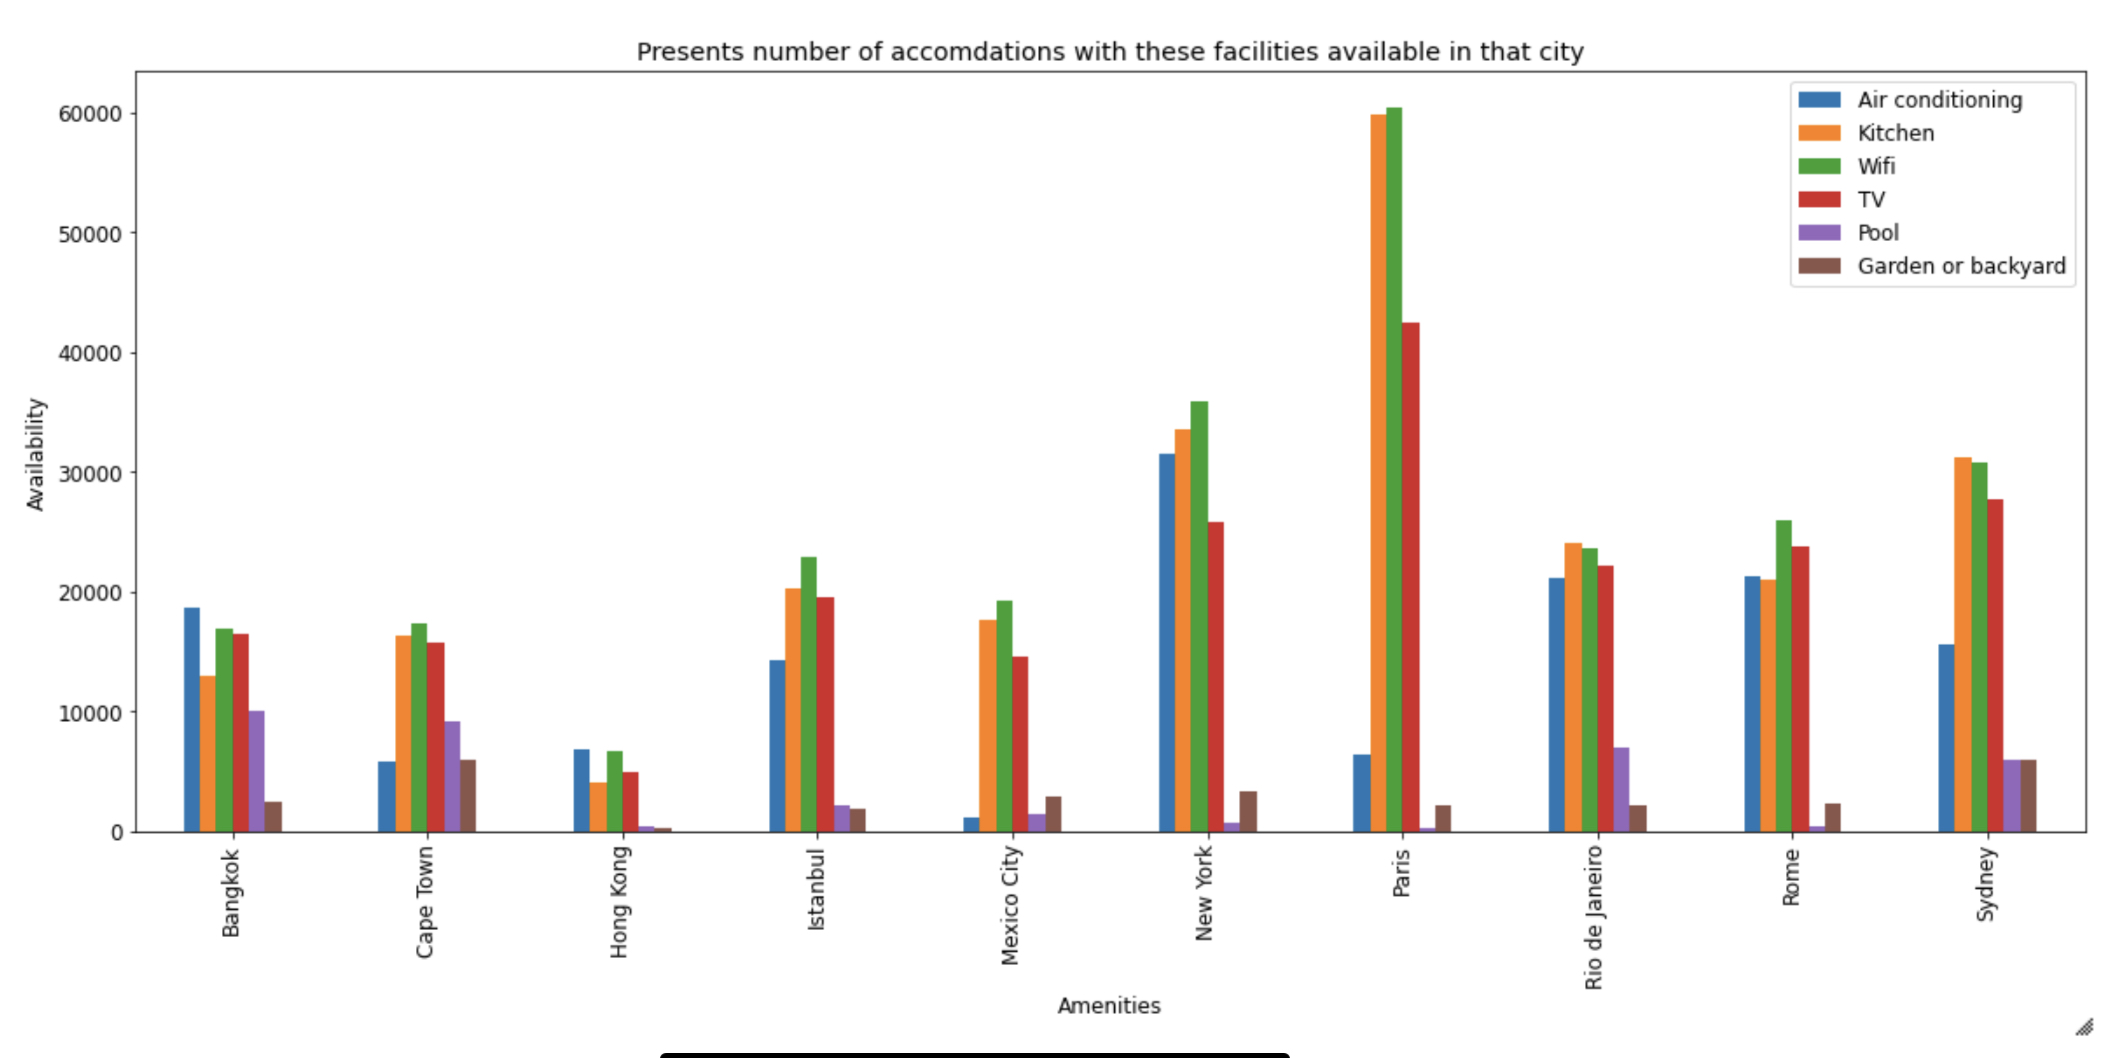 Presents number of accomdations with these facilities available in that city
Air conditioning
Kitchen
Wifi
TV
Pool
Garden or backyard
60000
50000
40000
30000
20000
10000
0
Availability
Bangkok
Cape Town
Hong Kong
Istanbul
Mexico City
New York
Paris
Rio de Janeiro
Rome
Sydney
Amenities